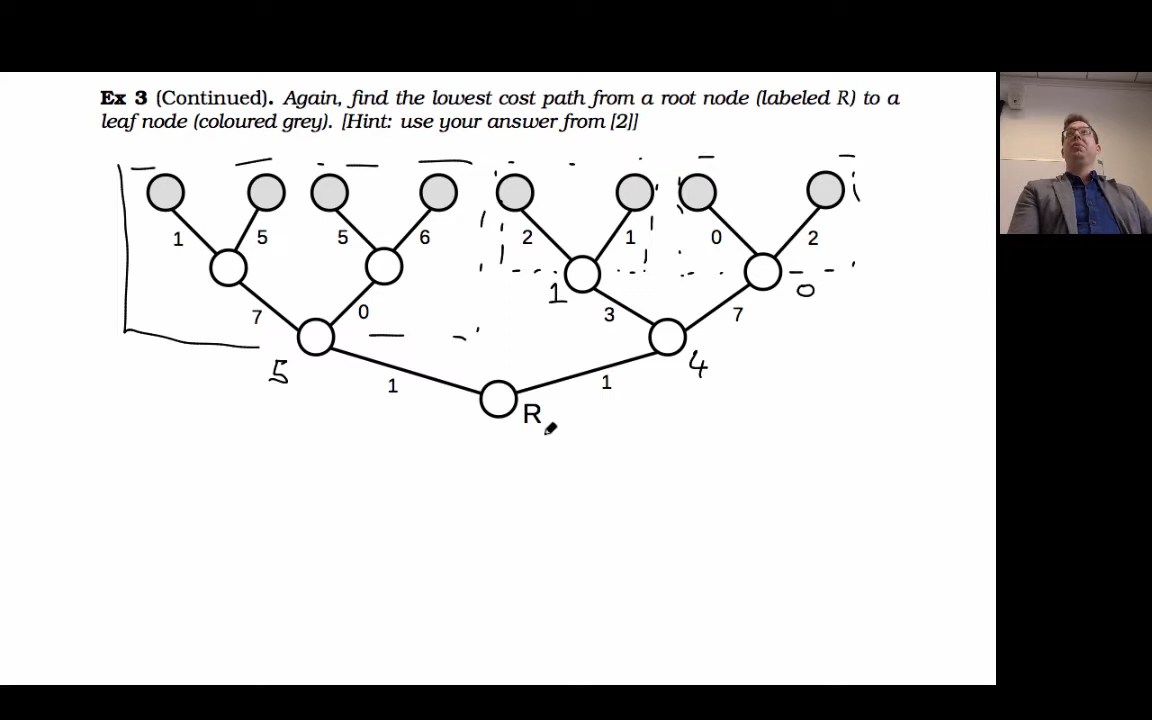 Ex 3 (Continued). Again, find the lowest cost path from a root node (labeled R) to a
leaf node (coloured grey). [Hint: use your answer from [2]]
1 5 5 6 2 1 0 2
1 0
7 0 3 7
5 4
1 1
R